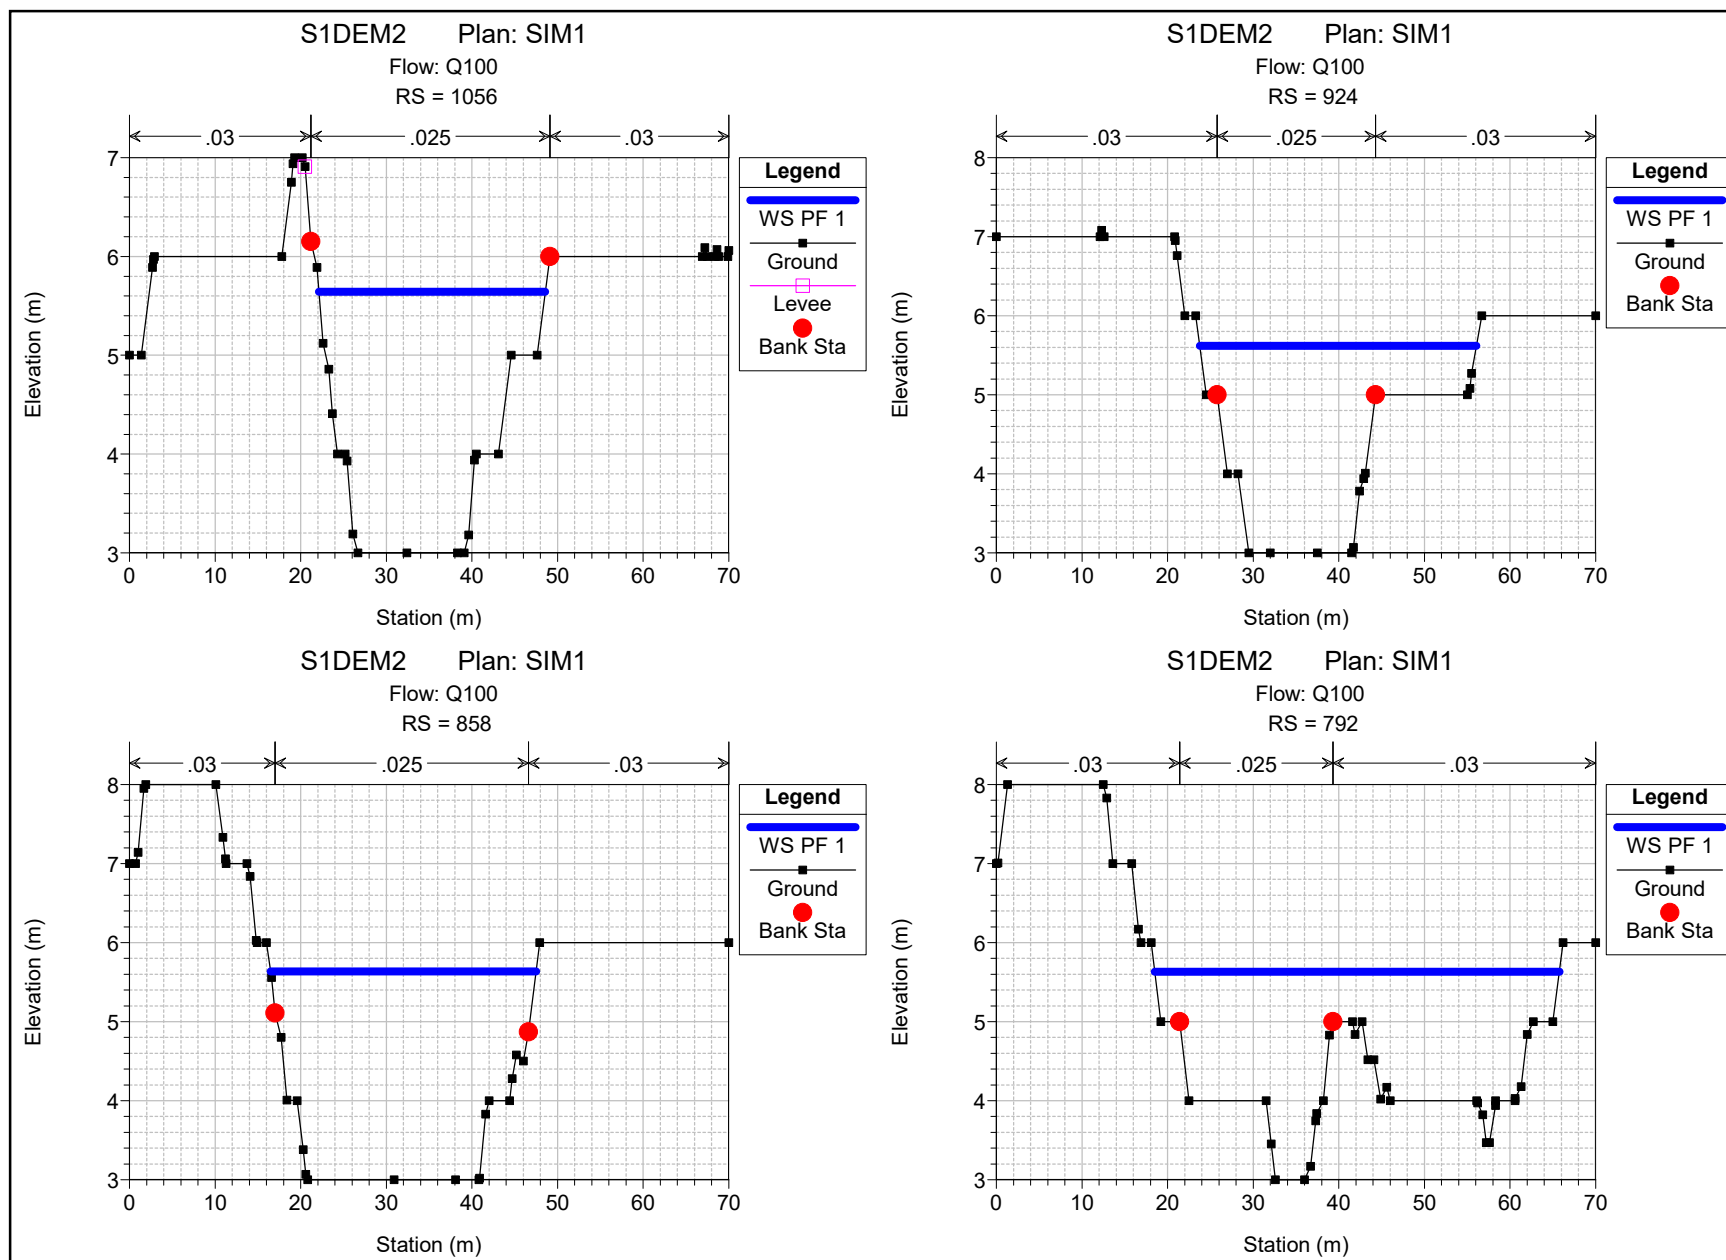 S1DEM2 Plan: SIM1
Flow: Q100
RS = 1056
.03 .025 .03
7
6
5
4
3
Elevation (m)
0 10 20 30 40 50 60 70
Station (m)
Legend
WS PF 1
Ground
Levee
Bank Sta
S1DEM2 Plan: SIM1
Flow: Q100
RS = 924
.03 .025 .03
8
7
6
5
4
3
Elevation (m)
0 10 20 30 40 50 60 70
Station (m)
Legend
WS PF 1
Ground
Bank Sta
S1DEM2 Plan: SIM1
Flow: Q100
RS = 858
.03 .025 .03
8
7
6
5
4
3
Elevation (m)
0 10 20 30 40 50 60 70
Station (m)
Legend
WS PF 1
Ground
Bank Sta
S1DEM2 Plan: SIM1
Flow: Q100
RS = 792
.03 .025 .03
8
7
6
5
4
3
Elevation (m)
0 10 20 30 40 50 60 70
Station (m)
Legend
WS PF 1
Ground
Bank Sta